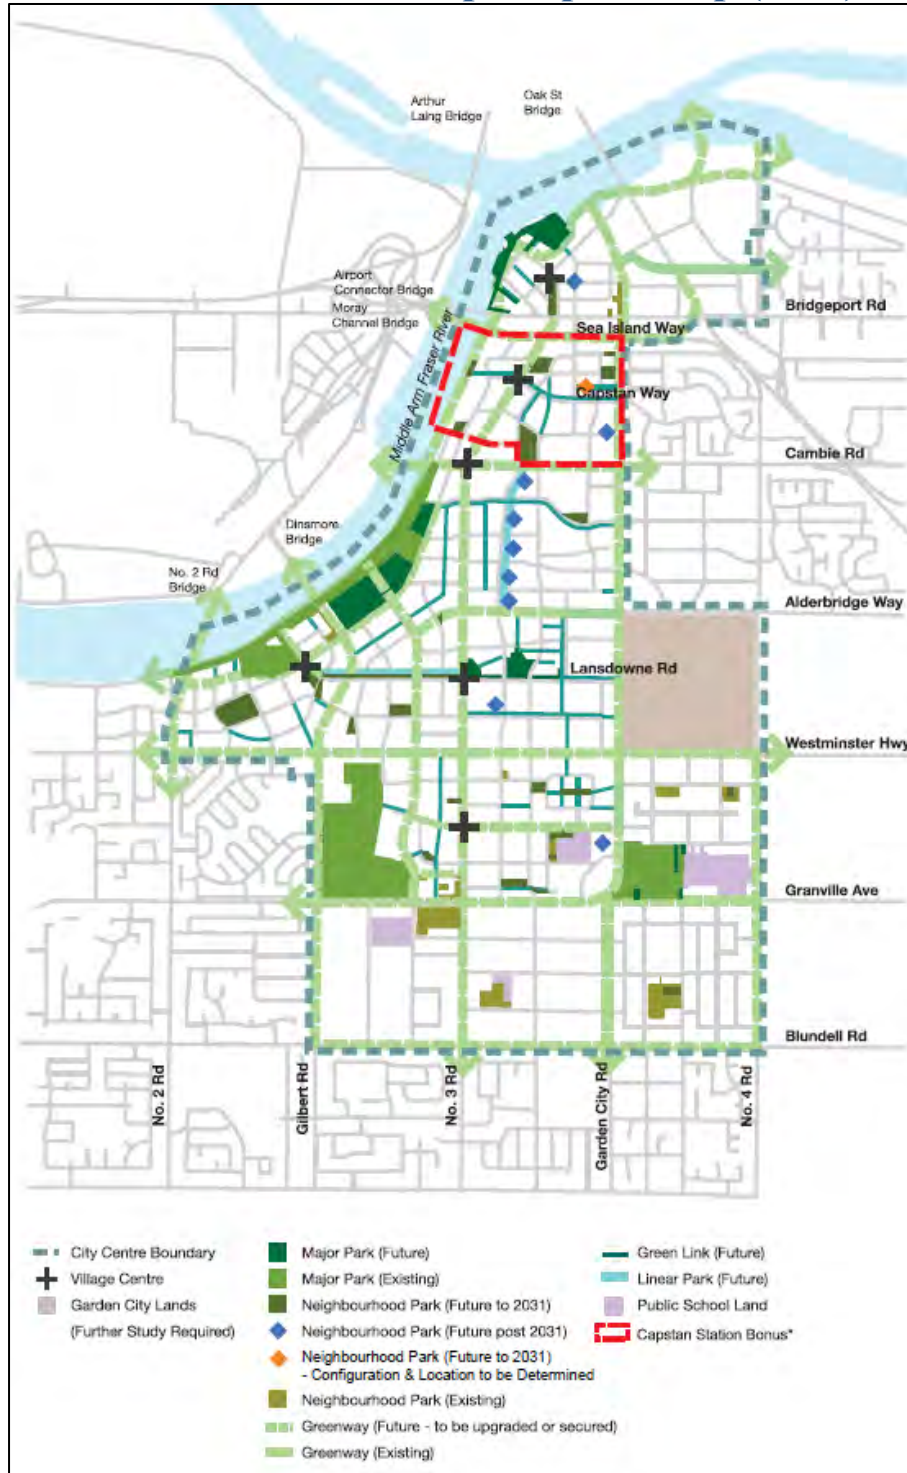 Arthur
Laing Bridge
Oak St
Bridge
Airport
Connector Bridge
Moray
Channel Bridge
Bridgeport Rd
Sea Island Way
Middle Arm Fraser River
Capstan Way
Cambie Rd
Dinsmore
Bridge
No. 2 Rd
Bridge
Alderbridge Way
Lansdowne Rd
Westminster Hwy
Granville Ave
Blundell Rd
No. 2 Rd
Gilbert Rd
No. 3 Rd
Garden City Rd
No. 4 Rd
City Centre Boundary
Village Centre
Garden City Lands
(Further Study Required)
Major Park (Future)
Major Park (Existing)
Neighbourhood Park (Future to 2031)
Neighbourhood Park (Future post 2031)
Neighbourhood Park (Future to 2031)
- Configuration & Location to be Determined
Neighbourhood Park (Existing)
Greenway (Future - to be upgraded or secured)
Greenway (Existing)
Green Link (Future)
Linear Park (Future)
Public School Land
Capstan Station Bonus*